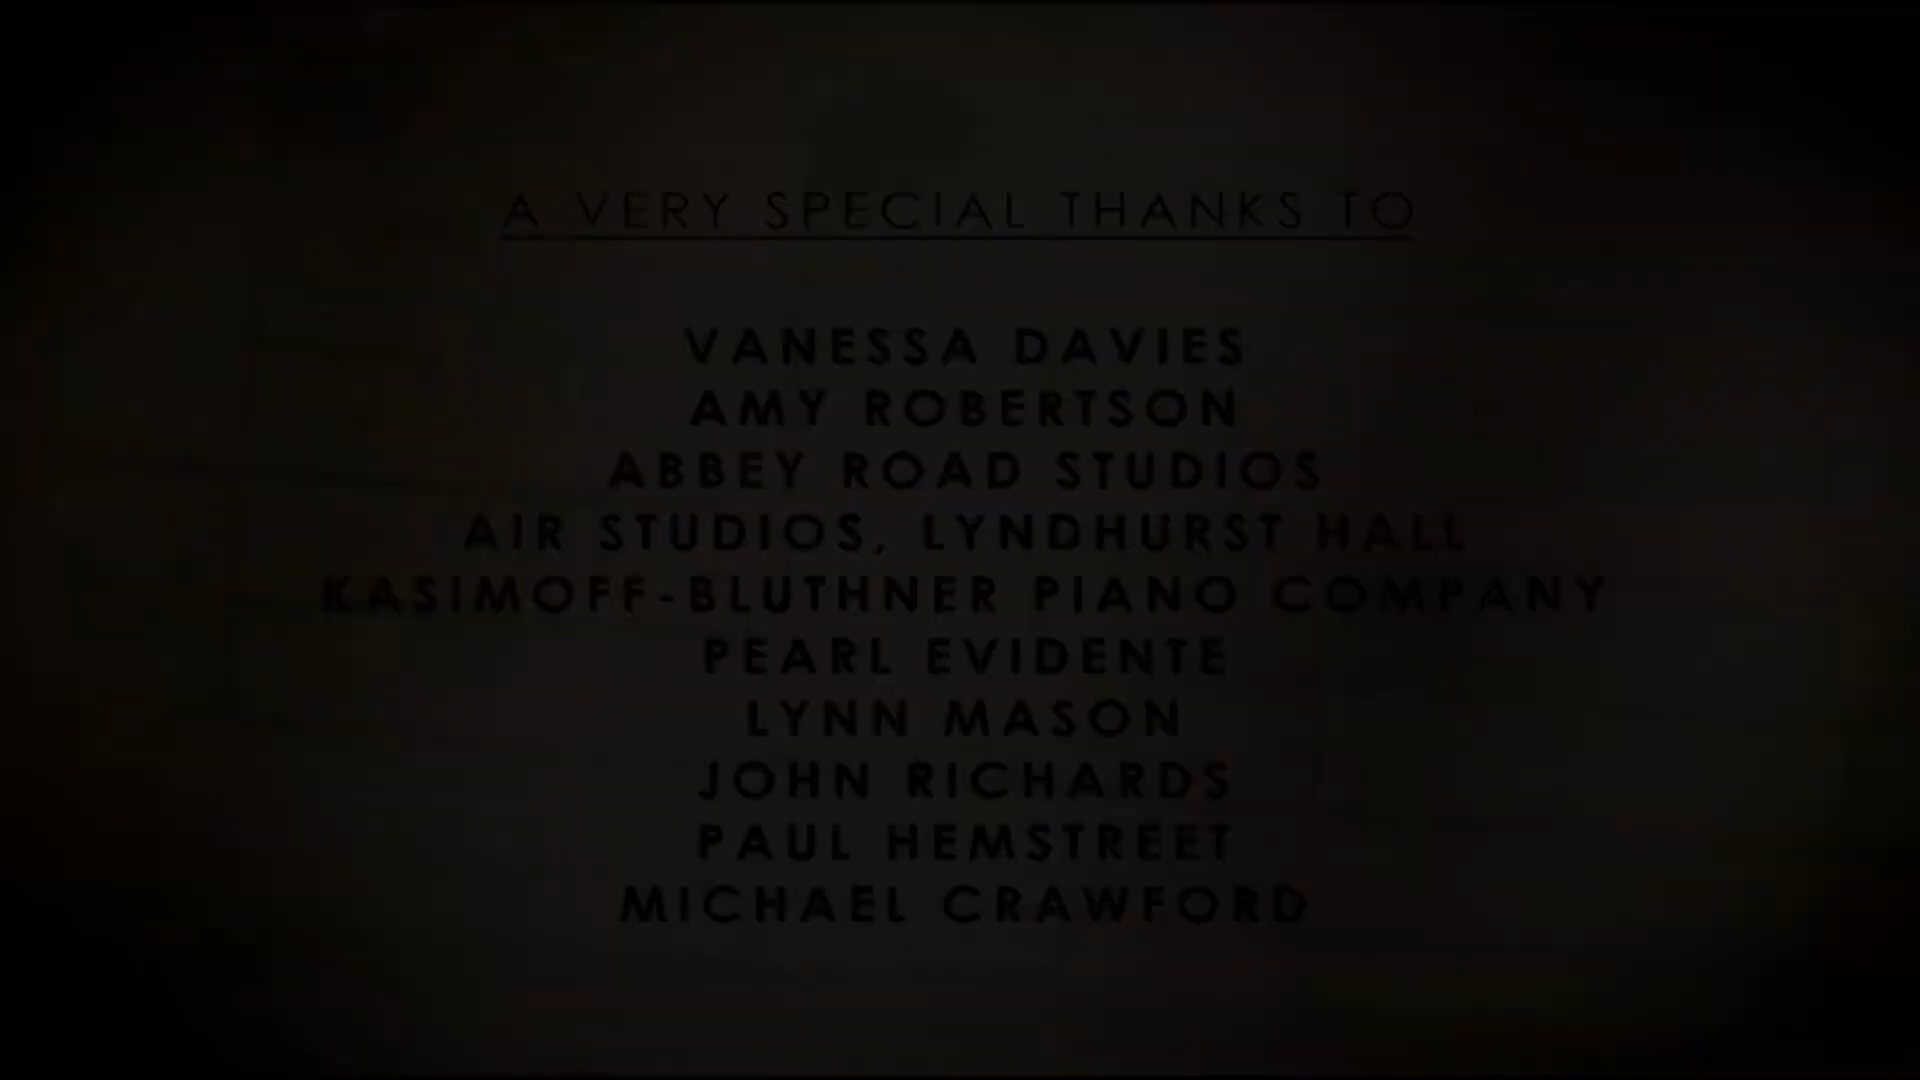 A VERY SPECIAL THANKS TO
VANESSA DAVIES
AMY ROBERTSON
ABBEY ROAD STUDIOS
AIR STUDIOS, LYNDHURST HALL
KASIMOFF-BLUTHNER PIANO COMPANY
PEARL EVIDENTE
LYNN MASON
JOHN RICHARDS
PAUL HEMSTREET
MICHAEL CRAWFORD